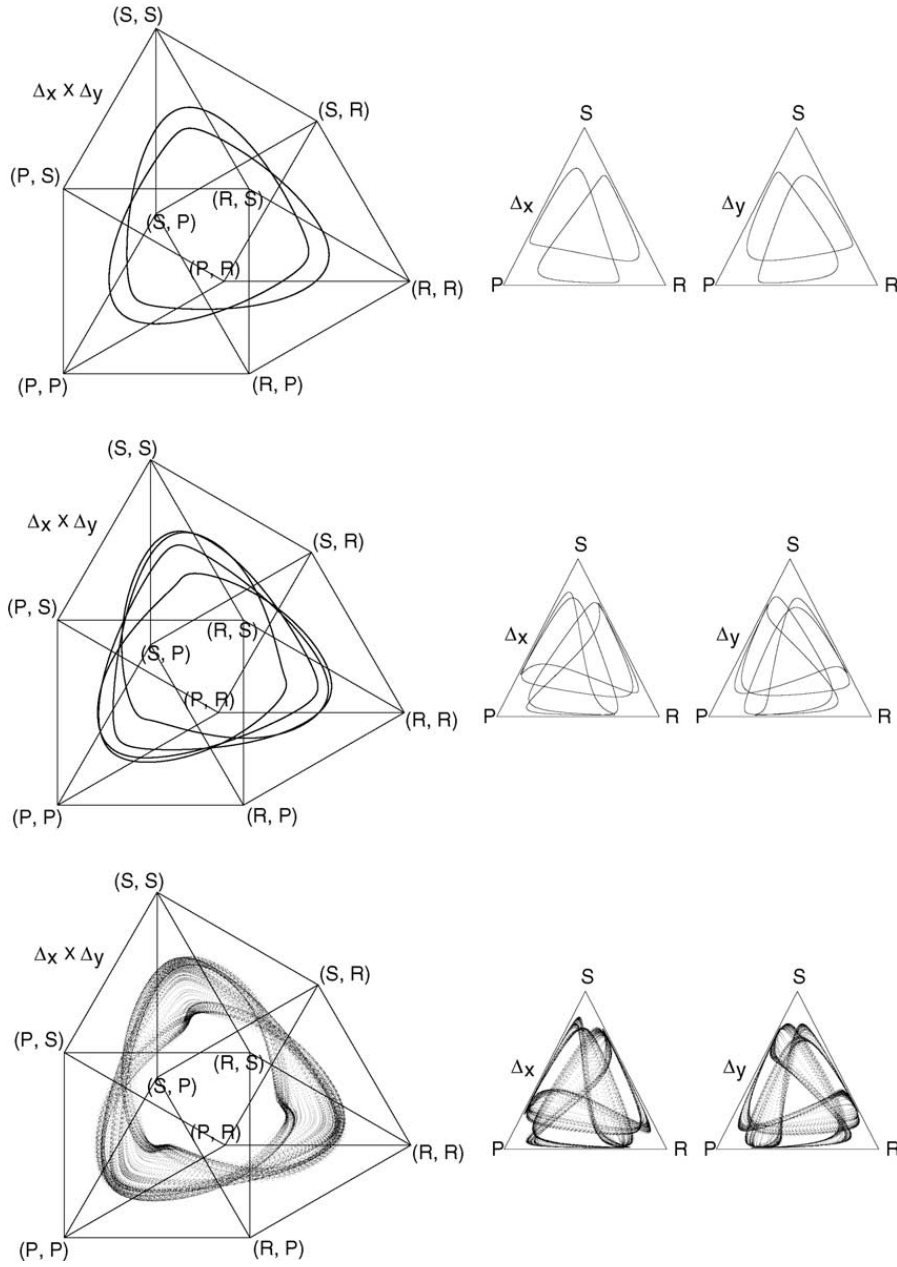 (S, S)
Δx x Δy
(S, R)
(P, S)
(R, S)
(S, P)
(P, R)
(R, R)
(P, P)
(R, P)
S
Δx
P
R
S
Δy
P
R
(S, S)
Δx x Δy
(S, R)
(P, S)
(R, S)
(S, P)
(P, R)
(R, R)
(P, P)
(R, P)
S
Δx
P
R
S
Δy
P
R
(S, S)
Δx x Δy
(S, R)
(P, S)
(R, S)
(S, P)
(P, R)
(R, R)
(P, P)
(R, P)
S
Δx
P
R
S
Δy
P
R